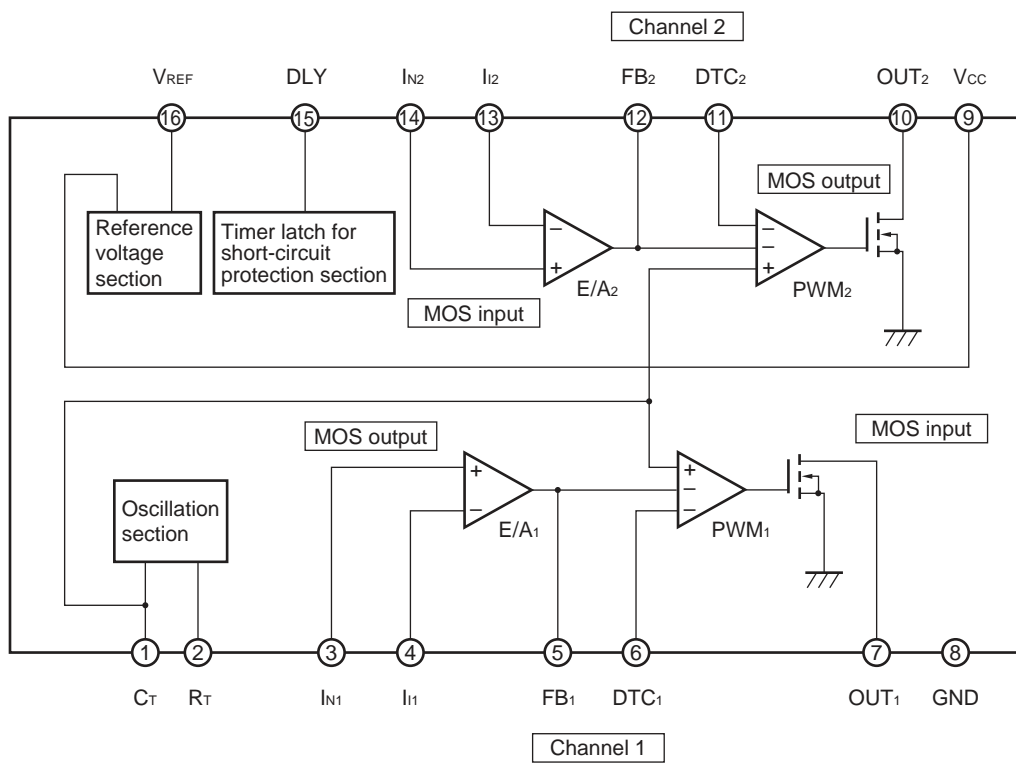 Channel 2
VREF DLY IN2 II2 FB2 DTC2 OUT2 VCC
16 15 14 13 12 11 10 9
MOS output
Reference
voltage
section
Timer latch for
short-circuit
protection section
−
+
E/A2
−
−
+
PWM2
MOS input
MOS output
MOS input
Oscillation
section
+
−
E/A1
+
−
−
PWM1
1 2 3 4 5 6 7 8
CT RT IN1 II1 FB1 DTC1 OUT1 GND
Channel 1